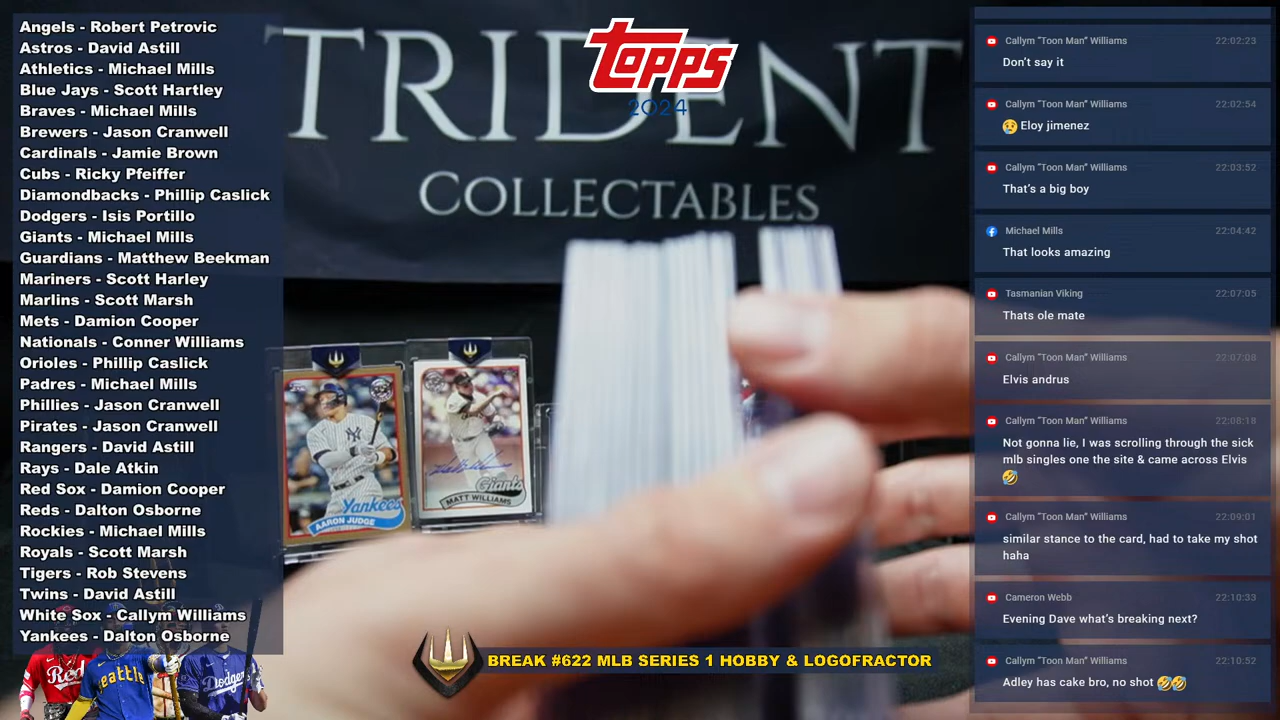 Angels - Robert Petrovic
Astros - David Astill
Athletics - Michael Mills
Blue Jays - Scott Hartley
Braves - Michael Mills
Brewers - Jason Cranwell
Cardinals - Jamie Brown
Cubs - Ricky Pfeiffer
Diamondbacks - Phillip Caslick
Dodgers - Isis Portillo
Giants - Michael Mills
Guardians - Matthew Beekman
Mariners - Scott Harley
Marlins - Scott Marsh
Mets - Damion Cooper
Nationals - Conner Williams
Orioles - Phillip Caslick
Padres - Michael Mills
Phillies - Jason Cranwell
Pirates - Jason Cranwell
Rangers - David Astill
Rays - Dale Atkin
Red Sox - Damion Cooper
Reds - Dalton Osborne
Rockies - Michael Mills
Royals - Scott Marsh
Tigers - Rob Stevens
Twins - David Astill
White Sox - Callym Williams
Yankees - Dalton Osborne
Reds
Seattle
Dodgers
TRIDENT
COLLECTABLES
Topps
2024
Yankees
AARON JUDGE
Giants
MATT WILLIAMS
BREAK #622 MLB SERIES 1 HOBBY & LOGOFRACTOR
Callym "Toon Man" Williams 22:02:23
Don't say it
Callym "Toon Man" Williams 22:02:54
😢 Eloy jimenez
Callym "Toon Man" Williams 22:03:52
That's a big boy
Michael Mills 22:04:42
That looks amazing
Tasmanian Viking 22:07:05
Thats ole mate
Callym "Toon Man" Williams 22:07:08
Elvis andrus
Callym "Toon Man" Williams 22:08:18
Not gonna lie, I was scrolling through the sick
mlb singles one the site & came across Elvis
🤣
Callym "Toon Man" Williams 22:09:01
similar stance to the card, had to take my shot
haha
Cameron Webb 22:10:33
Evening Dave what's breaking next?
Callym "Toon Man" Williams 22:10:52
Adley has cake bro, no shot 🤣🤣